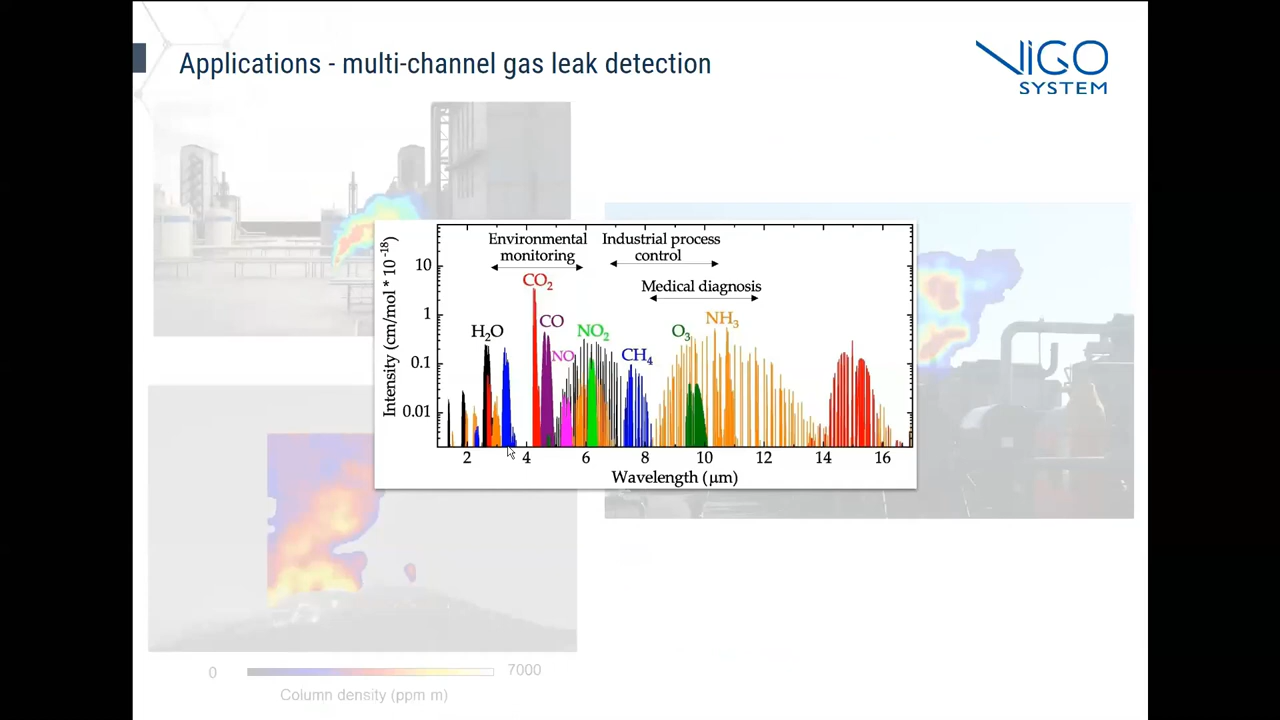 Applications - multi-channel gas leak detection
VIGO
SYSTEM
Environmental
monitoring
Industrial process
control
Medical diagnosis
CO2
CO
H2O
NO
NO2
CH4
O3
NH3
Intensity (cm/mol * 10^-18)
10
1
0.1
0.01
2 4 6 8 10 12 14 16
Wavelength (µm)
0 7000
Column density (ppm m)